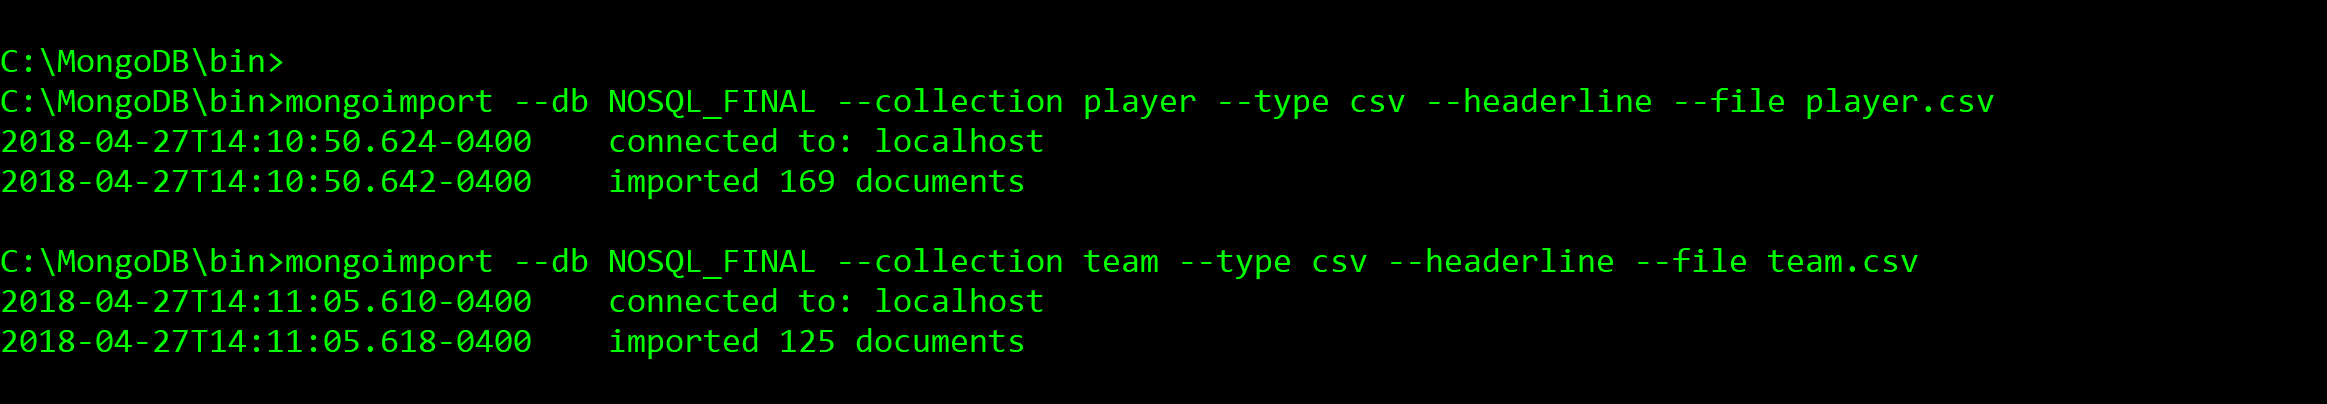 C:\MongoDB\bin>
C:\MongoDB\bin>mongoimport --db NOSQL_FINAL --collection player --type csv --headerline --file player.csv
2018-04-27T14:10:50.624-0400    connected to: localhost
2018-04-27T14:10:50.642-0400    imported 169 documents
C:\MongoDB\bin>mongoimport --db NOSQL_FINAL --collection team --type csv --headerline --file team.csv
2018-04-27T14:11:05.610-0400    connected to: localhost
2018-04-27T14:11:05.618-0400    imported 125 documents